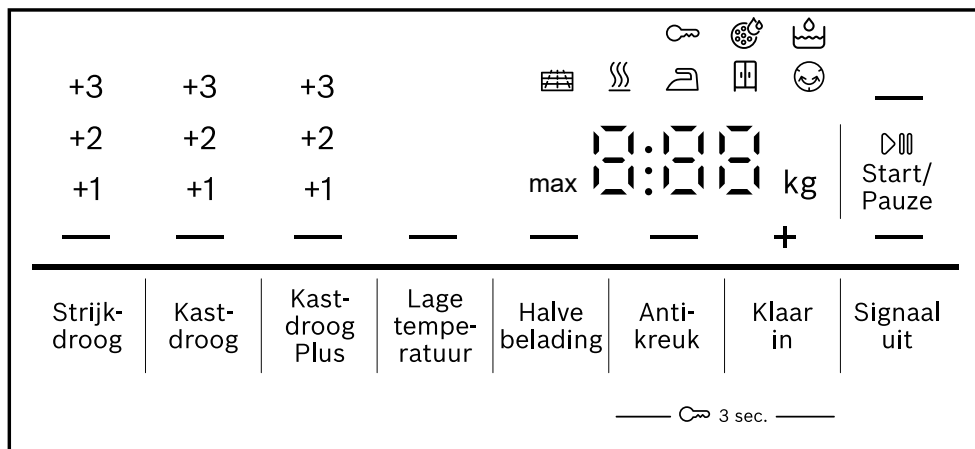 +3 +3 +3
+2 +2 +2
Start/
+1 +1 +1 max 8:88 kg
Pauze
Strijk-
droog
Kast-
droog
Kast-
droog
Plus
Lage
tempe-
ratuur
Halve
belading
Anti-
kreuk
Klaar
in
Signaal
uit
3 sec.